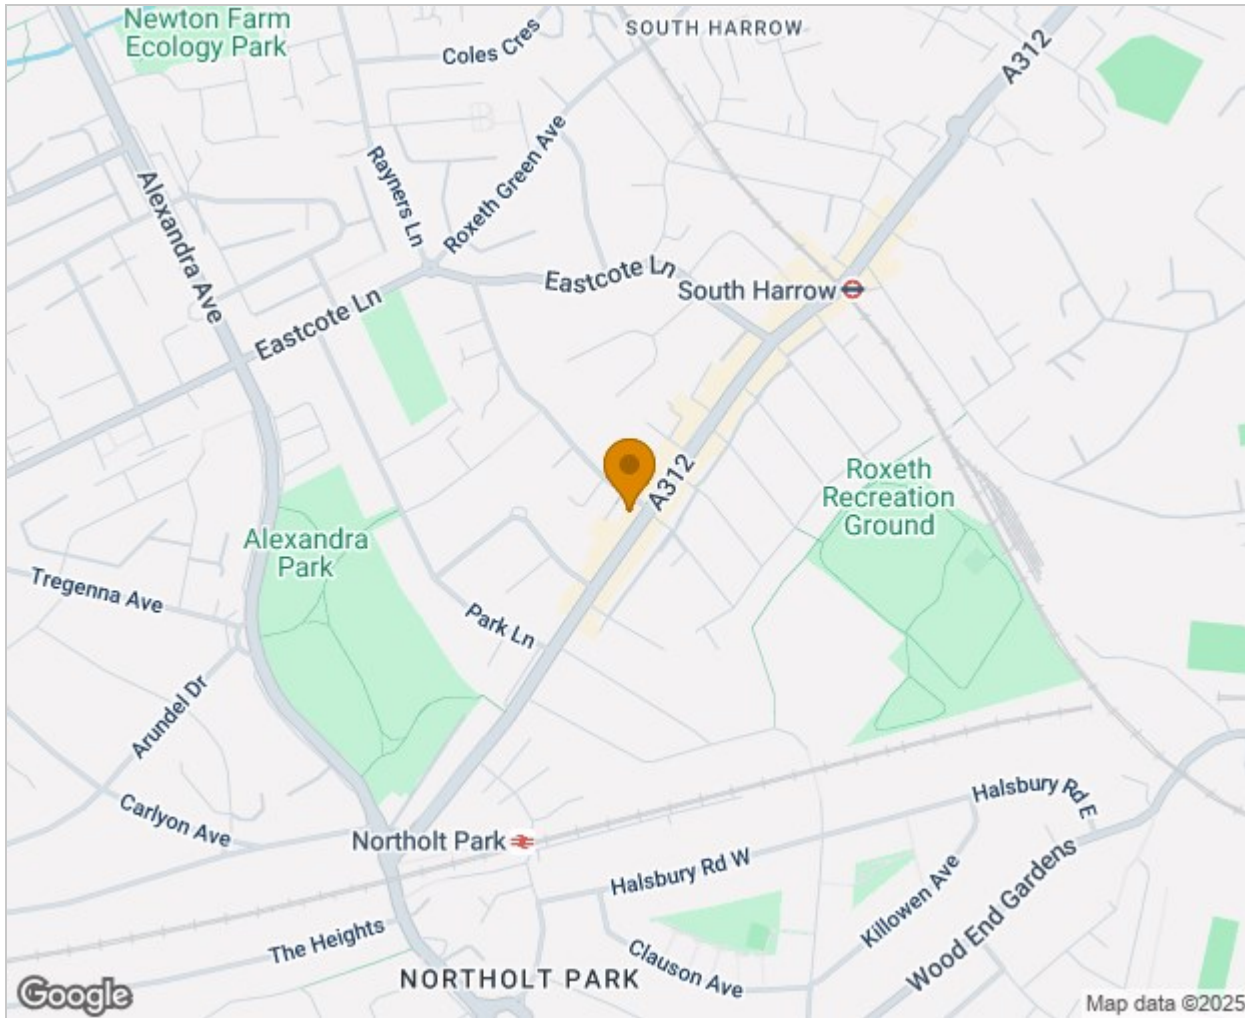 Newton Farm
Ecology Park
Coles Cres
SOUTH HARROW
A312
Rayners Ln
Roxeth Green Ave
Alexandra Ave
Eastcote Ln
Eastcote Ln
South Harrow
A312
Roxeth
Recreation
Ground
Alexandra
Park
Tregenna Ave
Park Ln
Arundel Dr
Carlyon Ave
Northolt Park
Halsbury Rd E
Halsbury Rd W
Killowen Ave
Wood End Gardens
The Heights
Clauson Ave
NORTHOLT PARK
Google
Map data ©2025